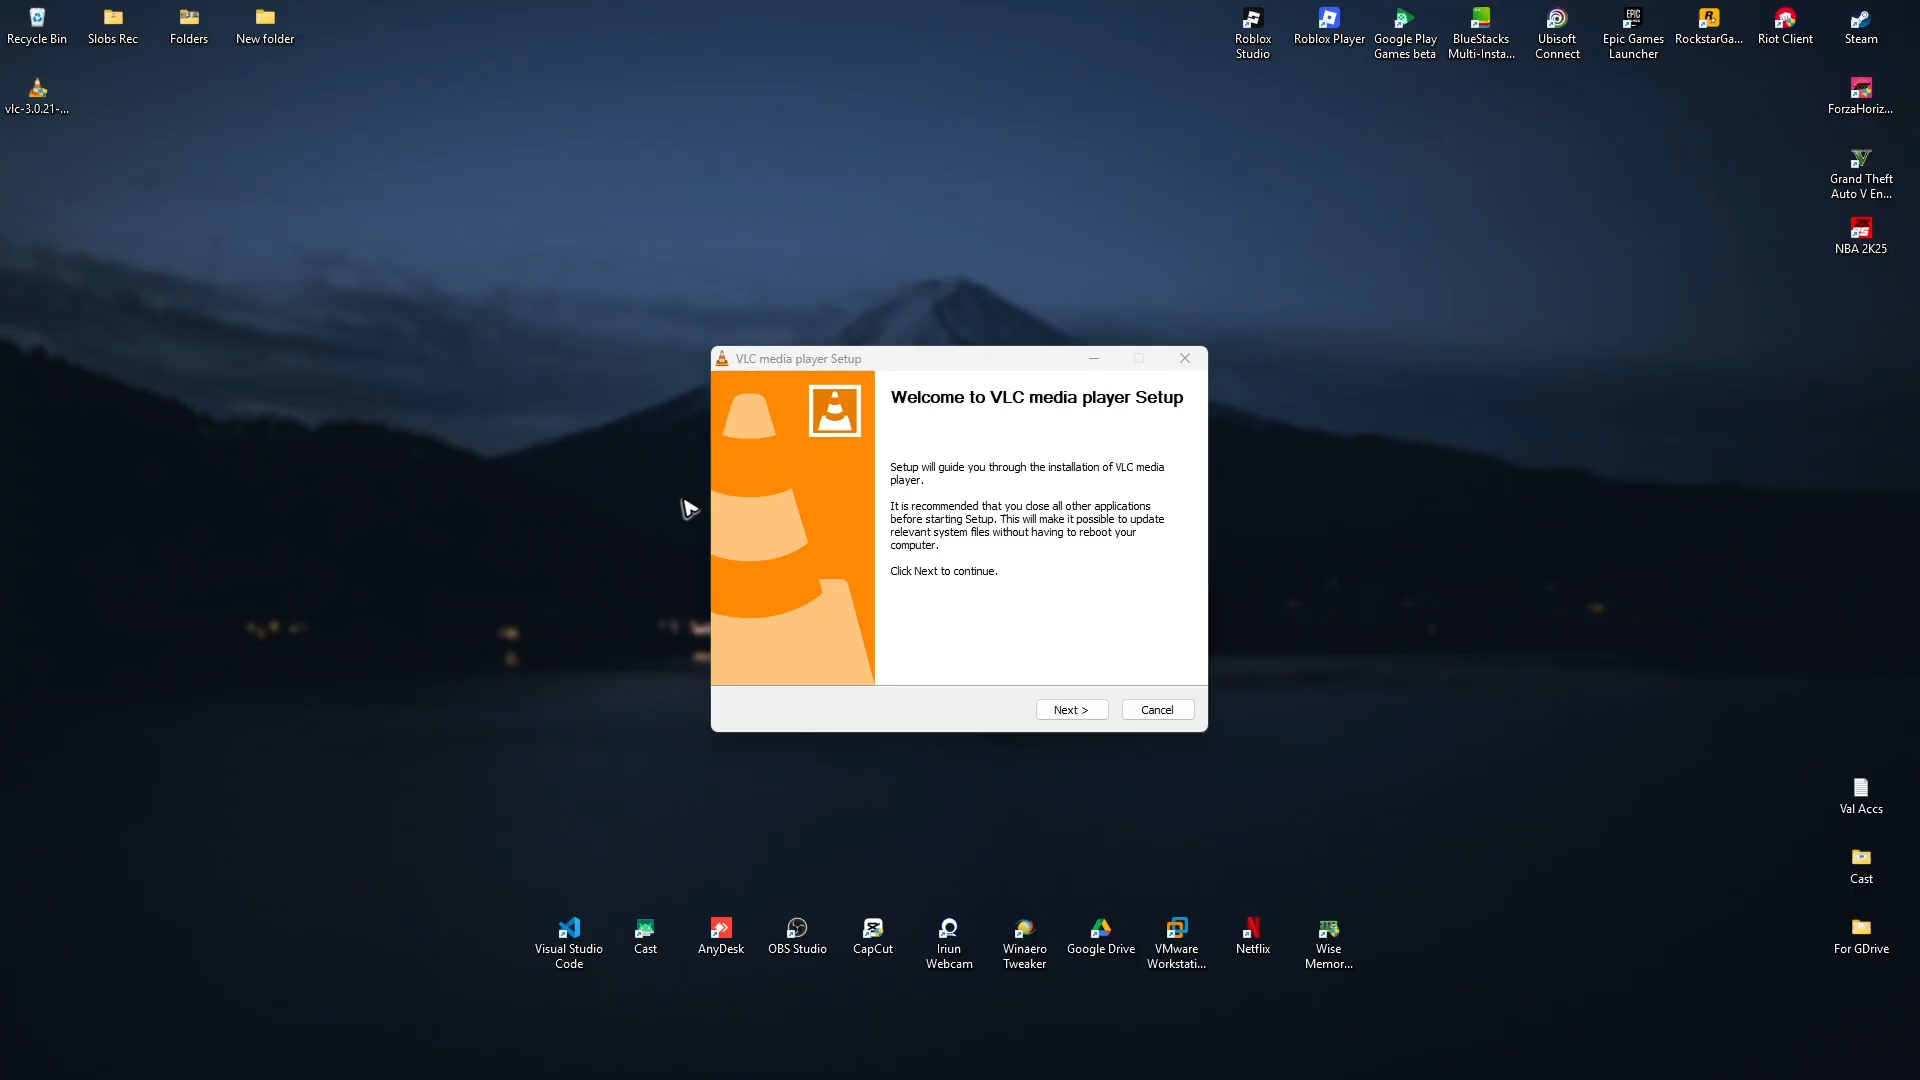 Recycle Bin
Slobs Rec
Folders
New folder
Roblox
Studio
Roblox Player
Google Play
Games beta
BlueStacks
Multi-Insta...
Ubisoft
Connect
EPIC
GAMES
Epic Games
Launcher
RockstarGa...
Riot Client
Steam
vlc-3.0.21-...
ForzaHoriz...
Grand Theft
Auto V En...
NBA 2K25
VLC media player Setup
Welcome to VLC media player Setup
Setup will guide you through the installation of VLC media
player.
It is recommended that you close all other applications
before starting Setup. This will make it possible to update
relevant system files without having to reboot your
computer.
Click Next to continue.
Next >
Cancel
Val Accs
Cast
Visual Studio
Code
Cast
AnyDesk
OBS Studio
CapCut
Iriun
Webcam
Winaero
Tweaker
Google Drive
VMware
Workstati...
Netflix
Wise
Memor...
For GDrive